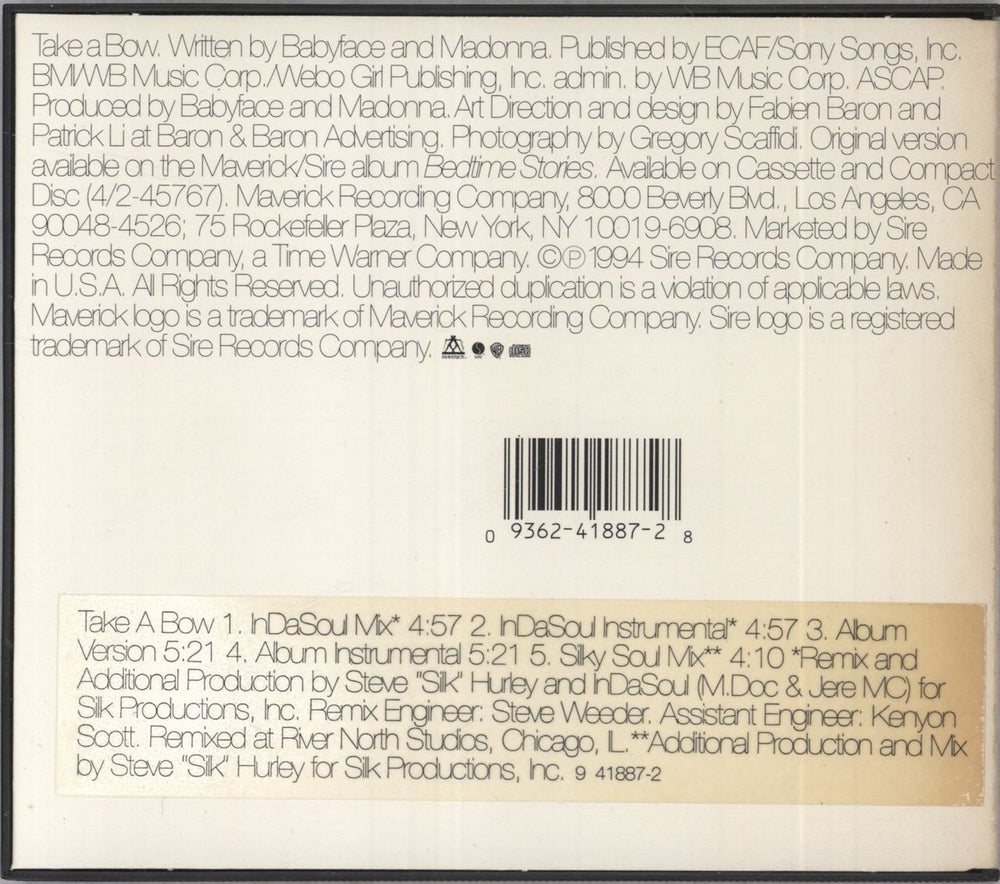 Take a Bow. Written by Babyface and Madonna. Published by ECAF/Sony Songs, Inc.
BMI/WB Music Corp./Webo Girl Publishing, Inc. admin. by WB Music Corp. ASCAP.
Produced by Babyface and Madonna. Art Direction and design by Fabien Baron and
Patrick Li at Baron & Baron Advertising. Photography by Gregory Scaffidi. Original version
available on the Maverick/Sire album Bedtime Stories. Available on Cassette and Compact
Disc (4/2-45767). Maverick Recording Company, 8000 Beverly Blvd., Los Angeles, CA
90048-4526; 75 Rockefeller Plaza, New York, NY 10019-6908. Marketed by Sire
Records Company, a Time Warner Company. ©℗ 1994 Sire Records Company. Made
in U.S.A. All Rights Reserved. Unauthorized duplication is a violation of applicable laws.
Maverick logo is a trademark of Maverick Recording Company. Sire logo is a registered
trademark of Sire Records Company. MAVERICK
0 9362-41887-2 8
Take A Bow 1. InDaSoul Mix* 4:57 2. InDaSoul Instrumental* 4:57 3. Album
Version 5:21 4. Album Instrumental 5:21 5. Silky Soul Mix** 4:10 *Remix and
Additional Production by Steve "Silk" Hurley and InDaSoul (M.Doc & Jere MC) for
Silk Productions, Inc. Remix Engineer: Steve Weeder. Assistant Engineer: Kenyon
Scott. Remixed at River North Studios, Chicago, IL.**Additional Production and Mix
by Steve "Silk" Hurley for Silk Productions, Inc. 9 41887-2